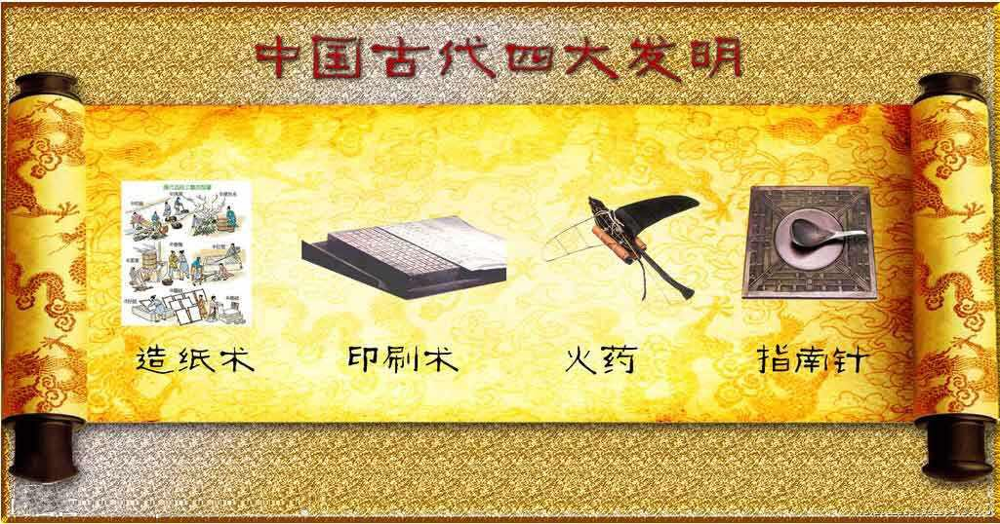 中国古代四大发明
造纸术
印刷术
火药
指南针